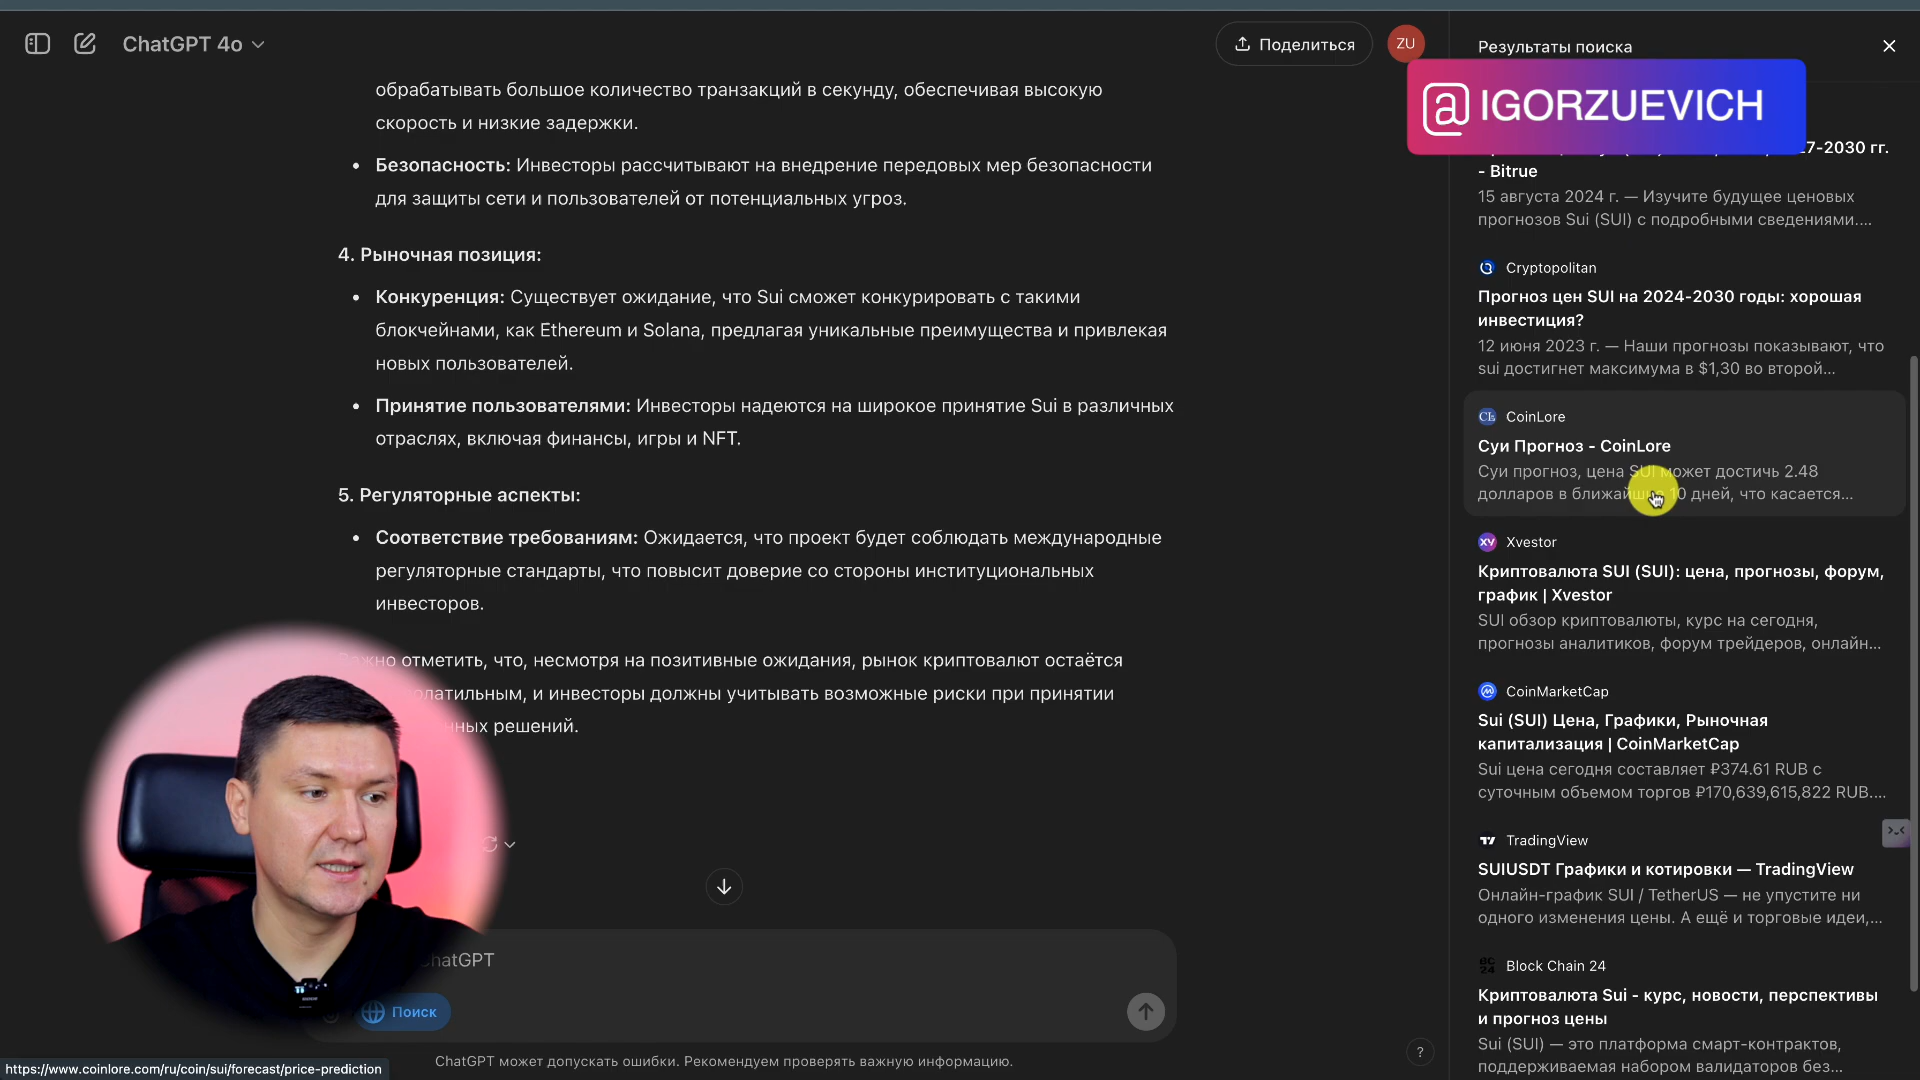 ChatGPT 4o
Поделиться
ZU
Результаты поиска
@IGORZUEVICH
обрабатывать большое количество транзакций в секунду, обеспечивая высокую
скорость и низкие задержки.
• Безопасность: Инвесторы рассчитывают на внедрение передовых мер безопасности
для защиты сети и пользователей от потенциальных угроз.
4. Рыночная позиция:
• Конкуренция: Существует ожидание, что Sui сможет конкурировать с такими
блокчейнами, как Ethereum и Solana, предлагая уникальные преимущества и привлекая
новых пользователей.
• Принятие пользователями: Инвесторы надеются на широкое принятие Sui в различных
отраслях, включая финансы, игры и NFT.
5. Регуляторные аспекты:
• Соответствие требованиям: Ожидается, что проект будет соблюдать международные
регуляторные стандарты, что повысит доверие со стороны институциональных
инвесторов.
Важно отметить, что, несмотря на позитивные ожидания, рынок криптовалют остаётся
и инвесторы должны учитывать возможные риски при принятии
решений.
ChatGPT
Поиск
ChatGPT может допускать ошибки. Рекомендуем проверять важную информацию.
?
https://www.coinlore.com/ru/coin/sui/forecast/price-prediction
7-2030 гг.
- Bitrue
15 августа 2024 г. — Изучите будущее ценовых
прогнозов Sui (SUI) с подробными сведениями....
Cryptopolitan
Прогноз цен SUI на 2024-2030 годы: хорошая
инвестиция?
12 июня 2023 г. — Наши прогнозы показывают, что
sui достигнет максимума в $1,30 во второй...
CoinLore
Суи Прогноз - CoinLore
Суи прогноз, цена SUI может достичь 2.48
долларов в ближайшие 10 дней, что касается...
XV Xvestor
Криптовалюта SUI (SUI): цена, прогнозы, форум,
график | Xvestor
SUI обзор криптовалюты, курс на сегодня,
прогнозы аналитиков, форум трейдеров, онлайн...
CoinMarketCap
Sui (SUI) Цена, Графики, Рыночная
капитализация | CoinMarketCap
Sui цена сегодня составляет ₽374.61 RUB с
суточным объемом торгов ₽170,639,615,822 RUB....
TradingView
SUIUSDT Графики и котировки — TradingView
Онлайн-график SUI / TetherUS — не упустите ни
одного изменения цены. А ещё и торговые идеи,...
BC 24 Block Chain 24
Криптовалюта Sui - курс, новости, перспективы
и прогноз цены
Sui (SUI) — это платформа смарт-контрактов,
поддерживаемая набором валидаторов без...